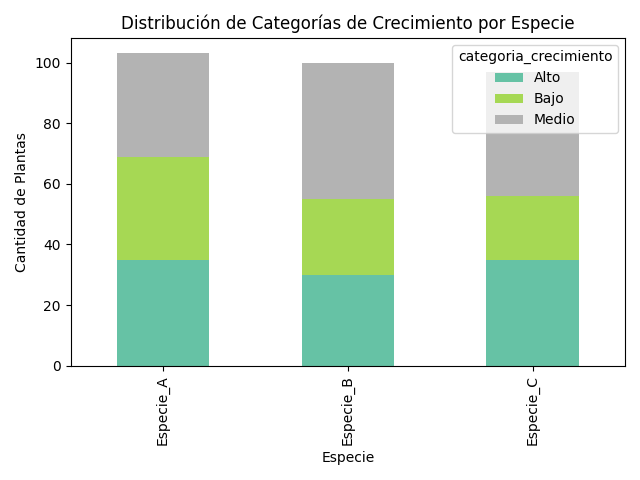 Distribución de Categorías de Crecimiento por Especie
categoria_crecimiento
Alto
Bajo
Medio
Cantidad de Plantas
100
80
60
40
20
0
Especie_A
Especie_B
Especie_C
Especie